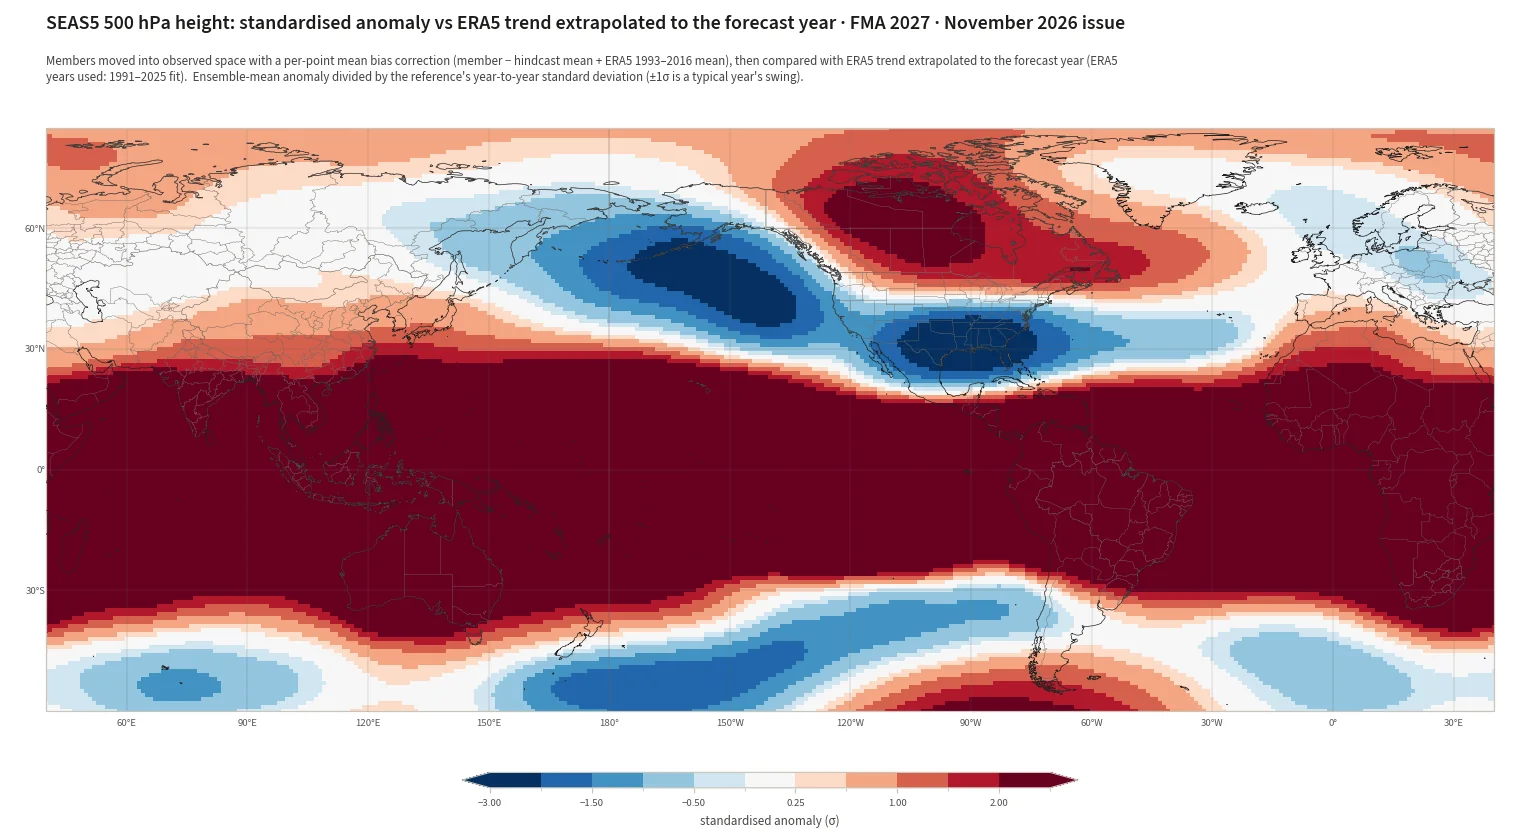 SEAS5 500 hPa height: standardised anomaly vs ERA5 trend extrapolated to the forecast year · FMA 2027 · November 2026 issue
Members moved into observed space with a per-point mean bias correction (member − hindcast mean + ERA5 1993–2016 mean), then compared with ERA5 trend extrapolated to the forecast year (ERA5
years used: 1991–2025 fit). Ensemble-mean anomaly divided by the reference's year-to-year standard deviation (±1σ is a typical year's swing).
60°N
30°N
0°
30°S
60°E 90°E 120°E 150°E 180° 150°W 120°W 90°W 60°W 30°W 0° 30°E
−3.00 −1.50 −0.50 0.25 1.00 2.00
standardised anomaly (σ)